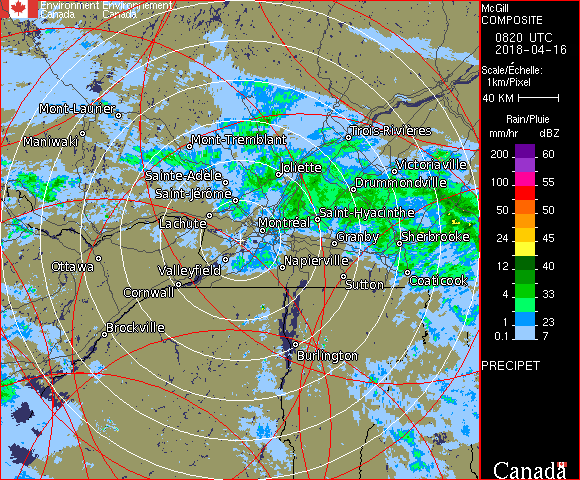 Environment Environnement
Canada Canada
McGill
COMPOSITE
0820 UTC
2018-04-16
Scale/Échelle:
1km/Pixel
40 KM
Rain/Pluie
mm/hr dBZ
200 60
100 55
50 50
24 45
12 40
4 33
1 23
0.1 7
PRECIPET
Canada
Mont-Laurier
Maniwaki
Mont-Tremblant
Trois-Rivières
Joliette
Victoriaville
Sainte-Adèle
Drummondville
Saint-Jérôme
Saint-Hyacinthe
Lachute
Montréal
Granby
Sherbrooke
Ottawa
Valleyfield
Napierville
Sutton
Coaticook
Cornwall
Brockville
Burlington